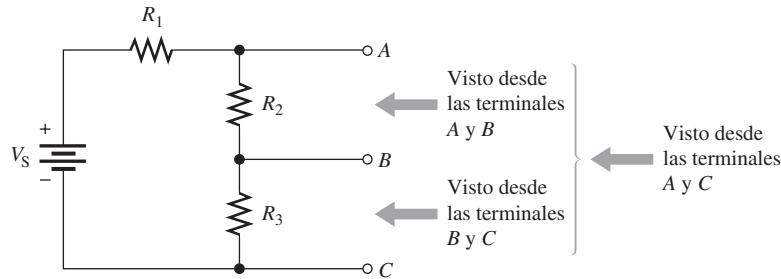 R1
A
Visto desde
las terminales
A y B
R2
+
VS
–
B
Visto desde
las terminales
A y C
Visto desde
las terminales
B y C
R3
C